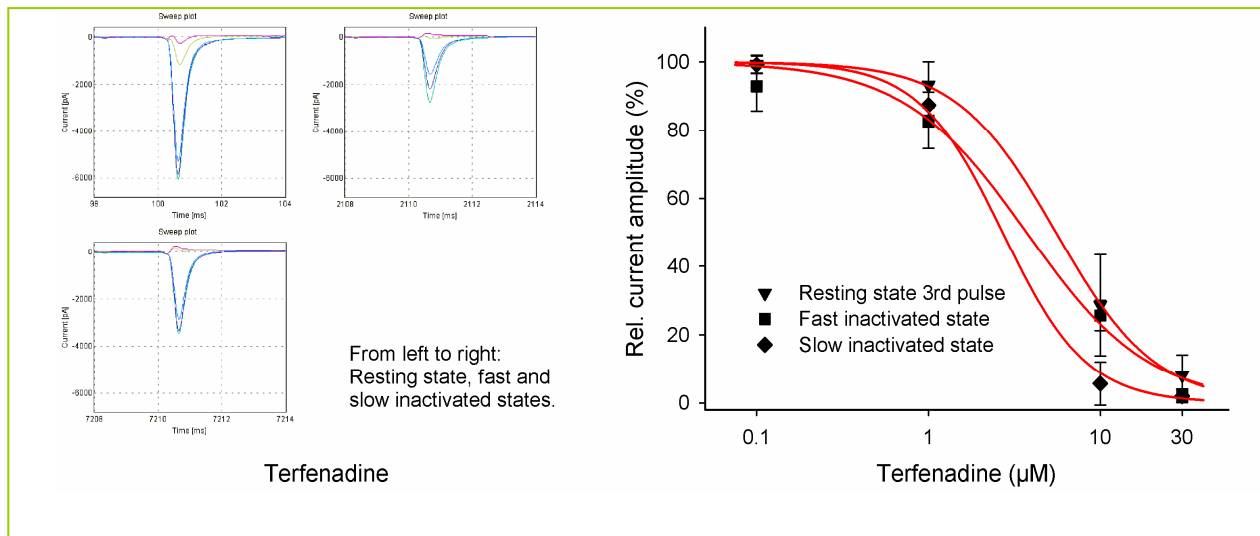 Sweep plot
Current [pA]
0
-2000
-4000
-6000
98 100 102 104
Time [ms]
Sweep plot
Current [pA]
0
-2000
-4000
-6000
2108 2110 2112 2114
Time [ms]
Sweep plot
Current [pA]
0
-2000
-4000
-6000
7208 7210 7212 7214
Time [ms]
From left to right:
Resting state, fast and
slow inactivated states.
Terfenadine
Rel. current amplitude (%)
100
80
60
40
20
0
Resting state 3rd pulse
Fast inactivated state
Slow inactivated state
0.1 1 10 30
Terfenadine (µM)